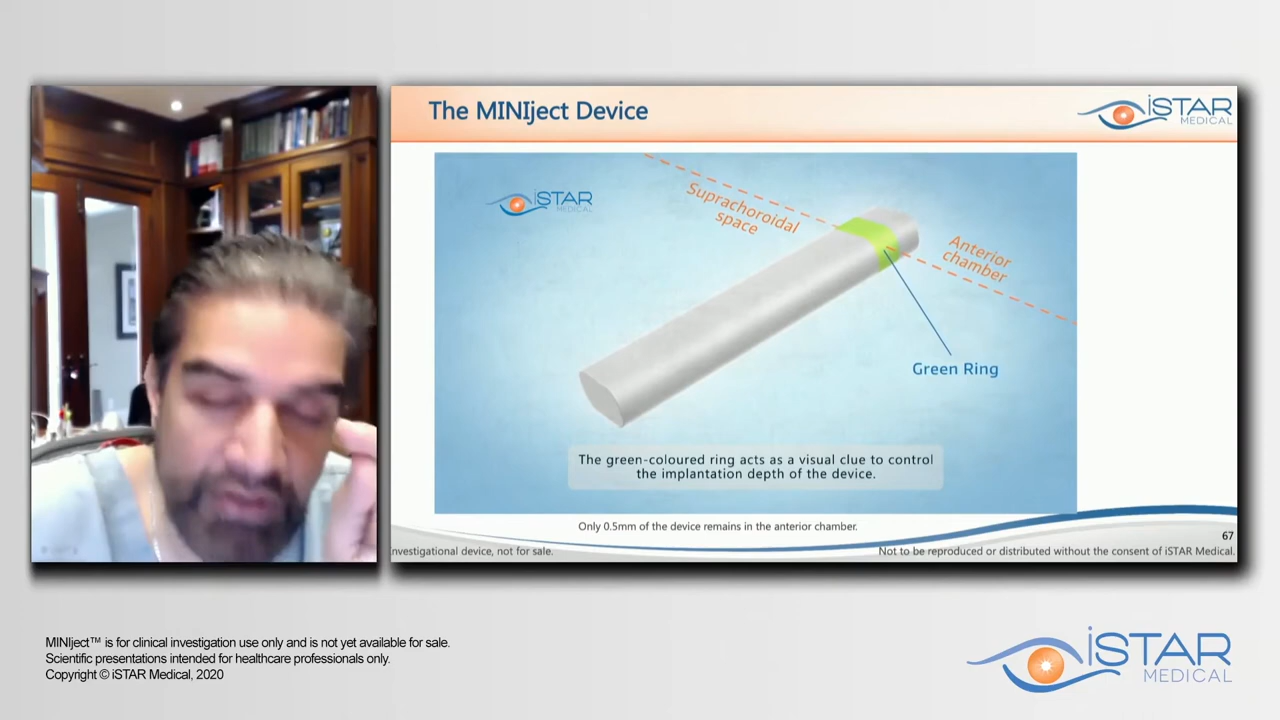 The MINIject Device
iSTAR
MEDICAL
iSTAR
MEDICAL
Suprachoroidal
space
Anterior
chamber
Green Ring
The green-coloured ring acts as a visual clue to control
the implantation depth of the device.
Only 0.5mm of the device remains in the anterior chamber.
67
nvestigational device, not for sale.
Not to be reproduced or distributed without the consent of iSTAR Medical.
MINIject™ is for clinical investigation use only and is not yet available for sale.
Scientific presentations intended for healthcare professionals only.
Copyright © iSTAR Medical, 2020
iSTAR
MEDICAL